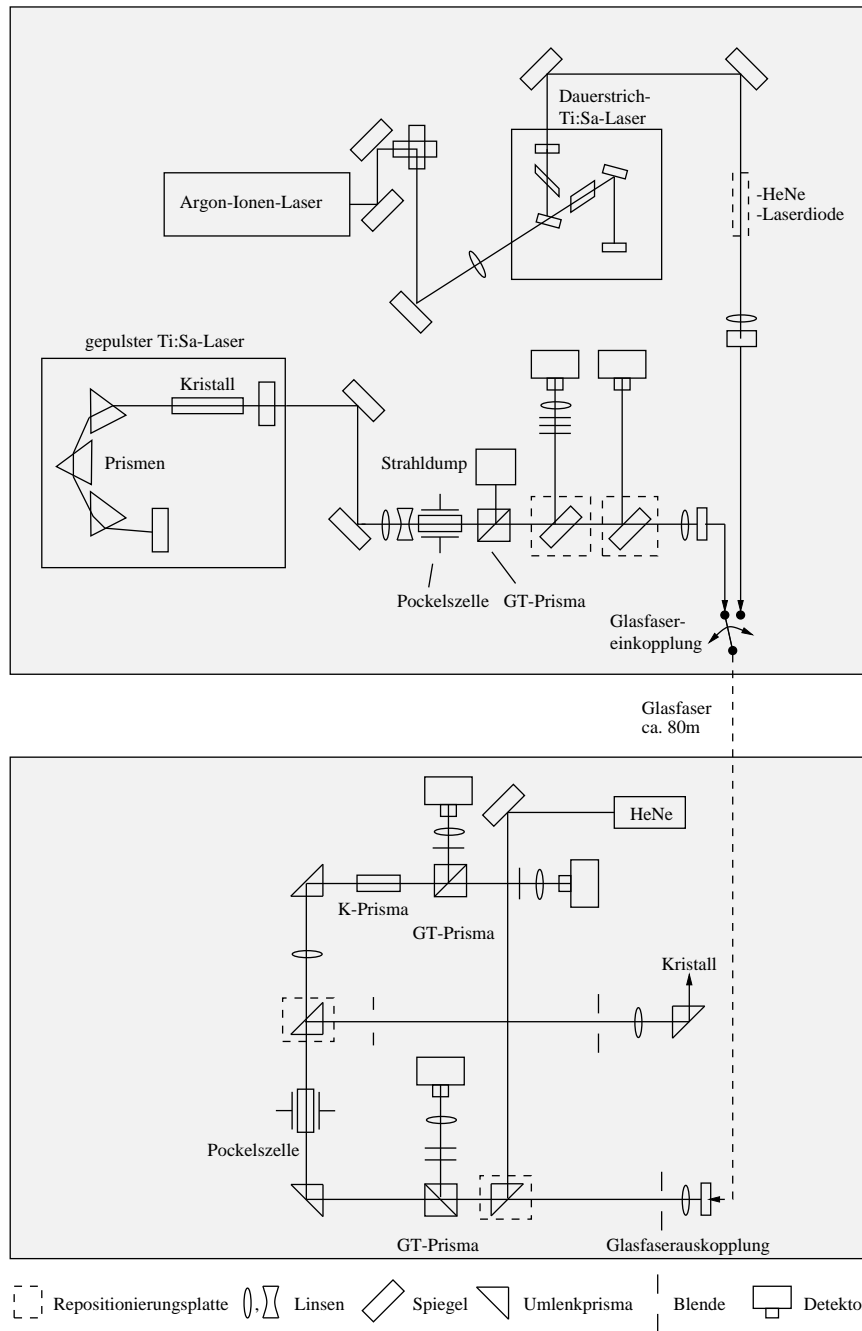 Dauerstrich-
Ti:Sa-Laser
Argon-Ionen-Laser
-HeNe
-Laserdiode
gepulster Ti:Sa-Laser
Kristall
Prismen
Strahldump
Pockelszelle
GT-Prisma
Glasfaser-
einkopplung
Glasfaser
ca. 80m
HeNe
K-Prisma
GT-Prisma
Kristall
Pockelszelle
GT-Prisma
Glasfaserauskopplung
Repositionierungsplatte
,
Linsen
Spiegel
Umlenkprisma
Blende
Detekto